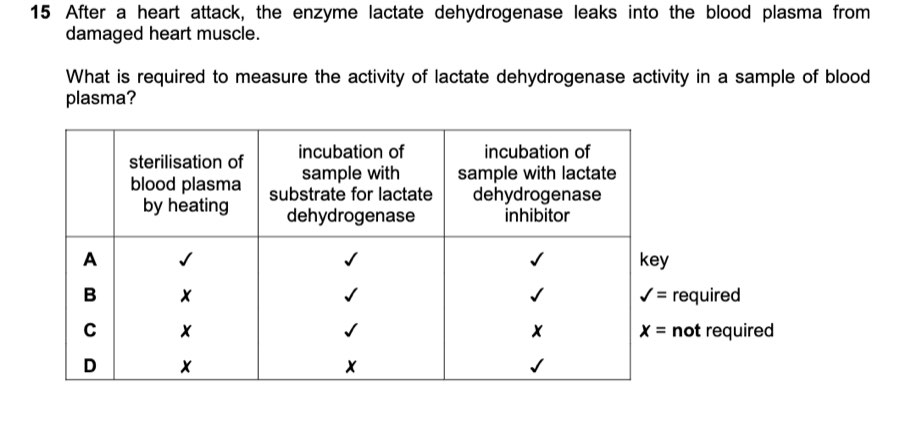 15 After a heart attack, the enzyme lactate dehydrogenase leaks into the blood plasma from
damaged heart muscle.
What is required to measure the activity of lactate dehydrogenase activity in a sample of blood
plasma?
sterilisation of
blood plasma
by heating
incubation of
sample with
substrate for lactate
dehydrogenase
incubation of
sample with lactate
dehydrogenase
inhibitor
A ✓ ✓ ✓
B ✗ ✓ ✓
C ✗ ✓ ✗
D ✗ ✗ ✓
key
✓ = required
✗ = not required